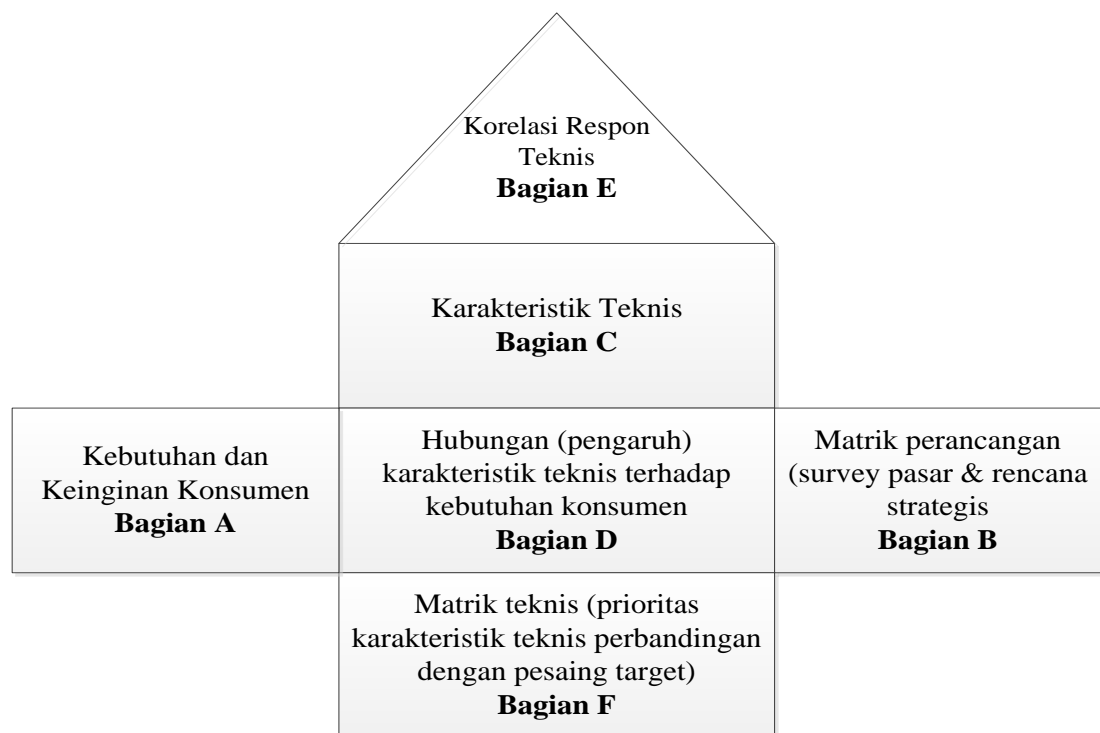 Korelasi Respon
Teknis
Bagian E
Karakteristik Teknis
Bagian C
Kebutuhan dan
Keinginan Konsumen
Bagian A
Hubungan (pengaruh)
karakteristik teknis terhadap
kebutuhan konsumen
Bagian D
Matrik perancangan
(survey pasar & rencana
strategis
Bagian B
Matrik teknis (prioritas
karakteristik teknis perbandingan
dengan pesaing target)
Bagian F